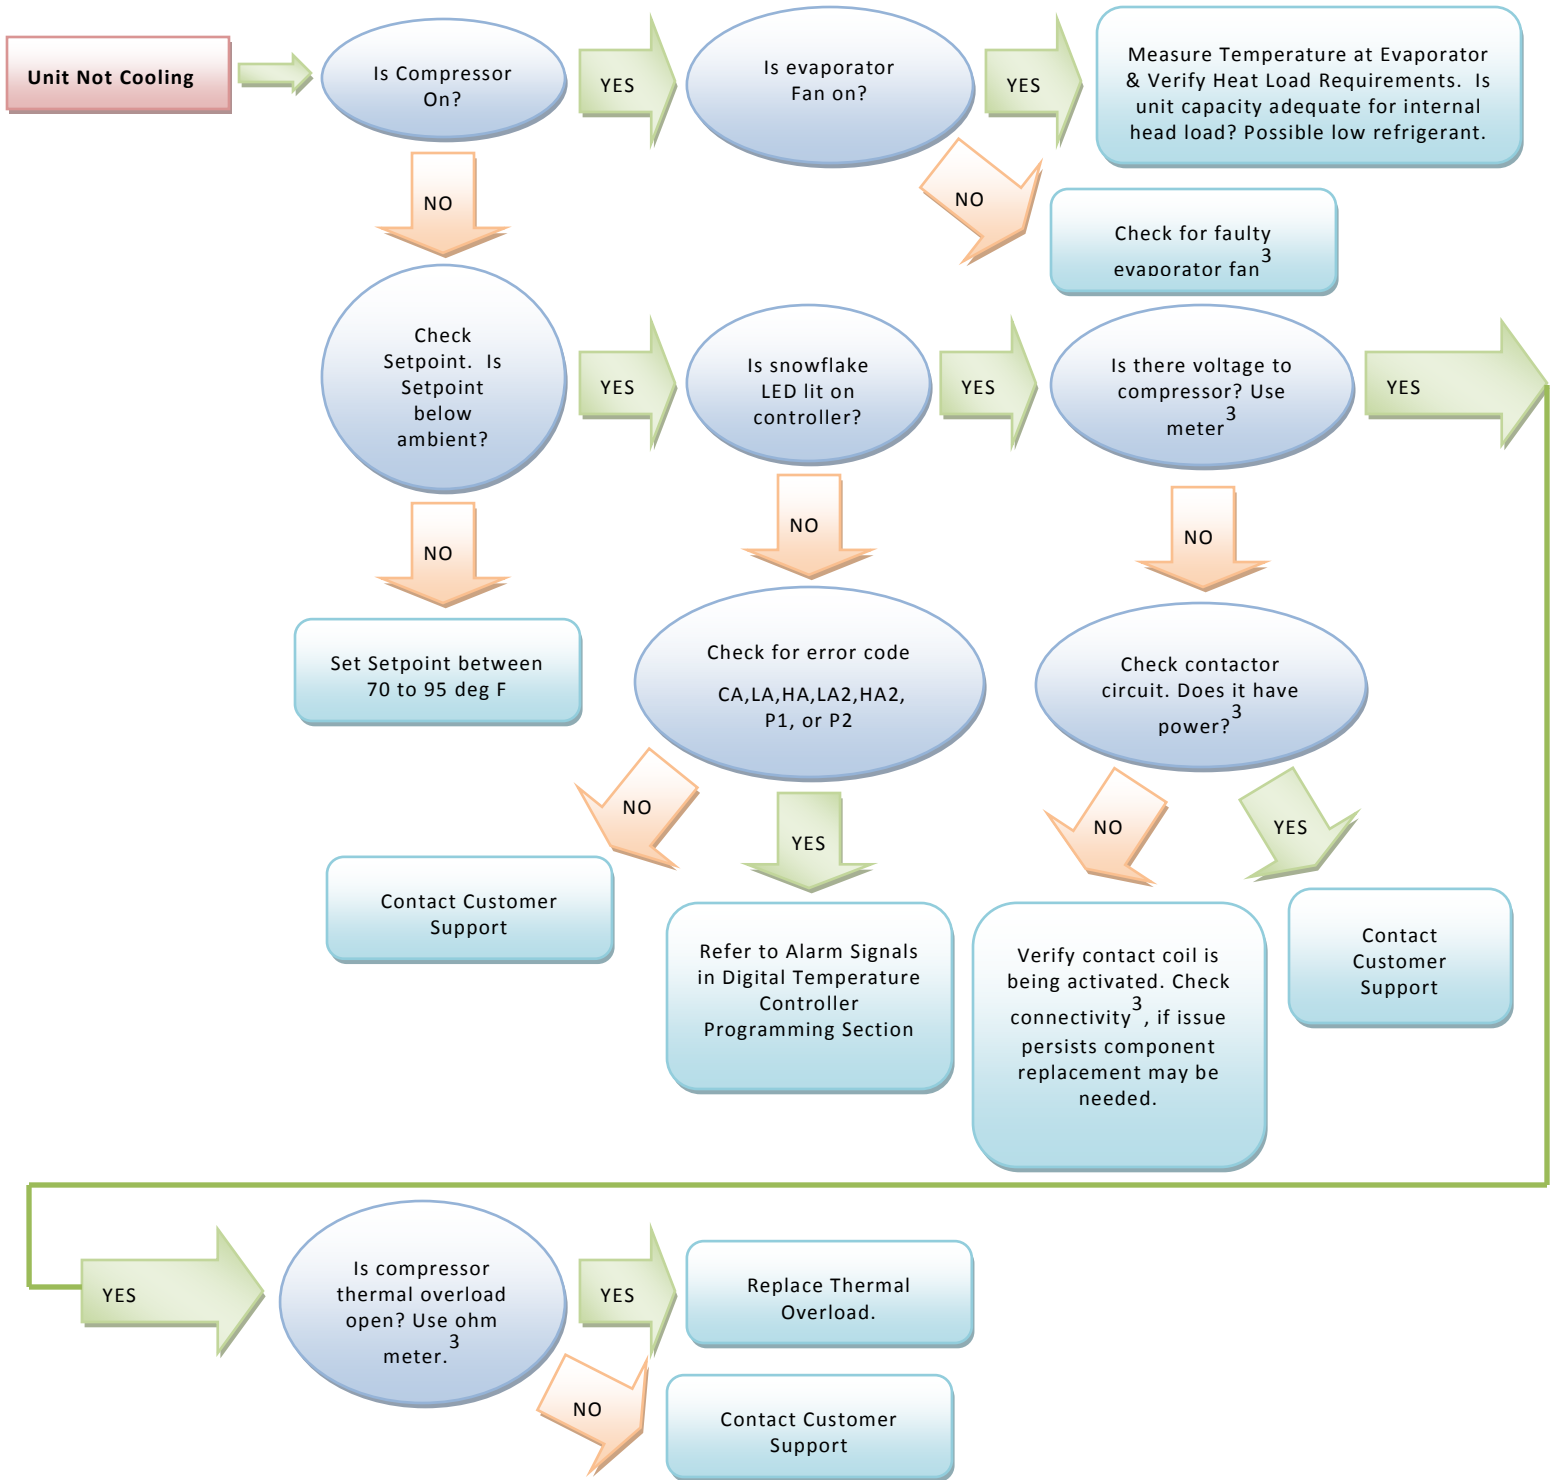 Unit Not Cooling
Is Compressor
On?
YES
Is evaporator
Fan on?
YES
Measure Temperature at Evaporator
& Verify Heat Load Requirements.  Is
unit capacity adequate for internal
head load? Possible low refrigerant.
NO
NO
Check for faulty
evaporator fan3
Check
Setpoint.  Is
Setpoint
below
ambient?
YES
Is snowflake
LED lit on
controller?
YES
Is there voltage to
compressor? Use
meter3
YES
NO
NO
NO
Set Setpoint between
70 to 95 deg F
Check for error code
CA,LA,HA,LA2,HA2,
P1, or P2
Check contactor
circuit. Does it have
power?3
NO
YES
NO
YES
Contact Customer
Support
Refer to Alarm Signals
in Digital Temperature
Controller
Programming Section
Verify contact coil is
being activated. Check
connectivity3, if issue
persists component
replacement may be
needed.
Contact
Customer
Support
YES
Is compressor
thermal overload
open? Use ohm
meter.3
YES
Replace Thermal
Overload.
NO
Contact Customer
Support